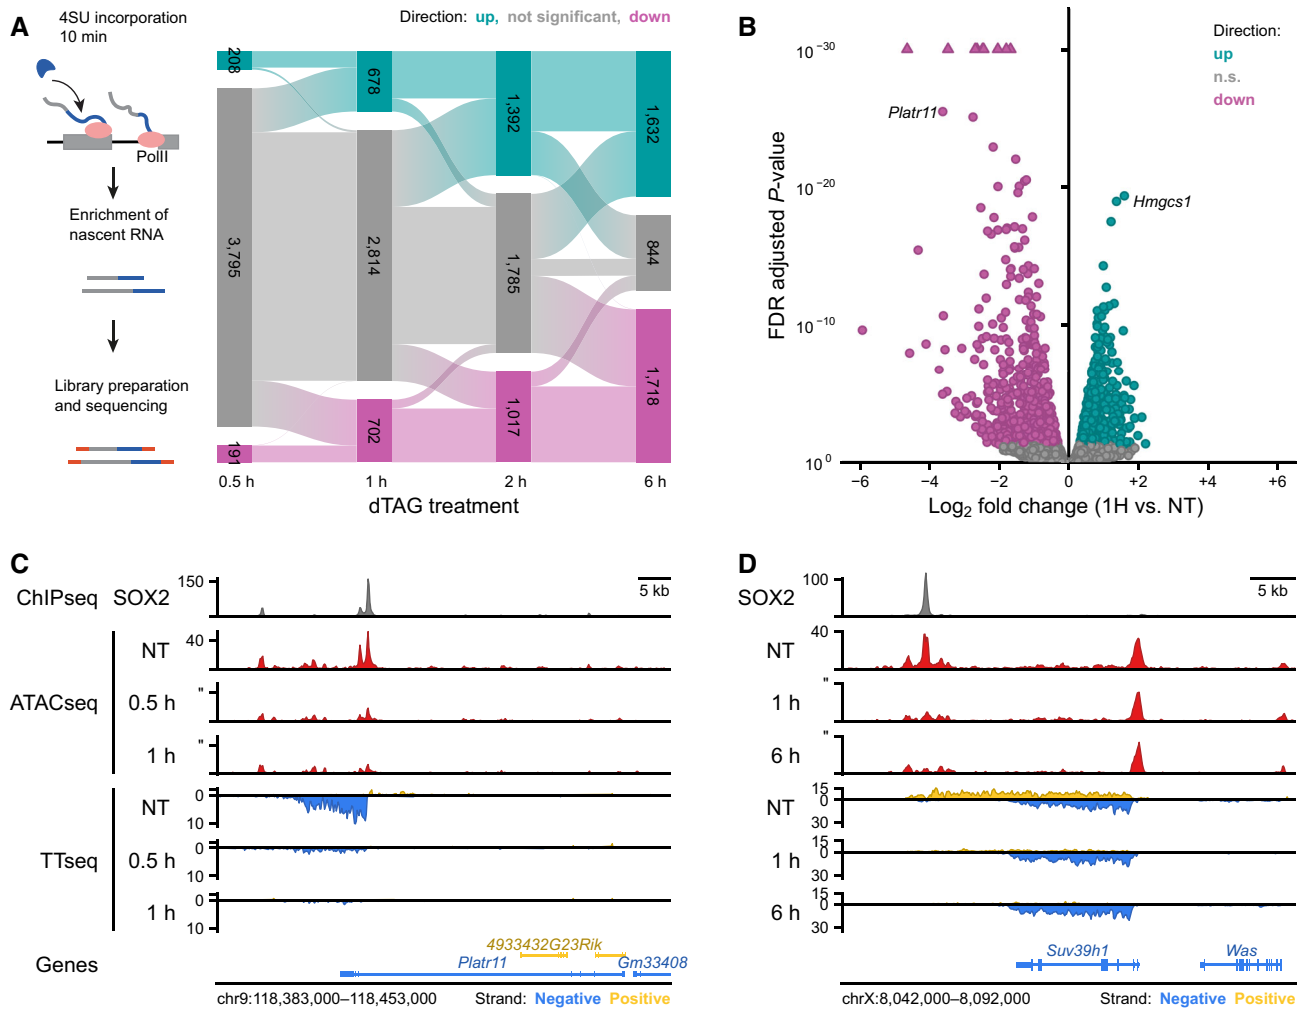 A
4SU incorporation
10 min
PolII
Enrichment of
nascent RNA
Library preparation
and sequencing
Direction: up, not significant, down
208
678
1,392
1,632
3,795
2,814
1,785
844
191
702
1,017
1,718
0.5 h
1 h
2 h
6 h
dTAG treatment
B
FDR adjusted P-value
10⁻³⁰
10⁻²⁰
10⁻¹⁰
10⁰
Platr11
Hmgcs1
Direction:
up
n.s.
down
−6 −4 −2 0 +2 +4 +6
Log₂ fold change (1H vs. NT)
C
ChIPseq SOX2
150
5 kb
ATACseq
NT
40
0.5 h
"
1 h
"
TTseq
NT
0
10
0.5 h
0
10
1 h
0
10
Genes
4933432G23Rik
Platr11
Gm33408
chr9:118,383,000–118,453,000
Strand: Negative Positive
D
SOX2
100
5 kb
NT
40
1 h
"
6 h
"
NT
15
0
30
1 h
15
0
30
6 h
15
0
30
Suv39h1
Was
chrX:8,042,000–8,092,000
Strand: Negative Positive